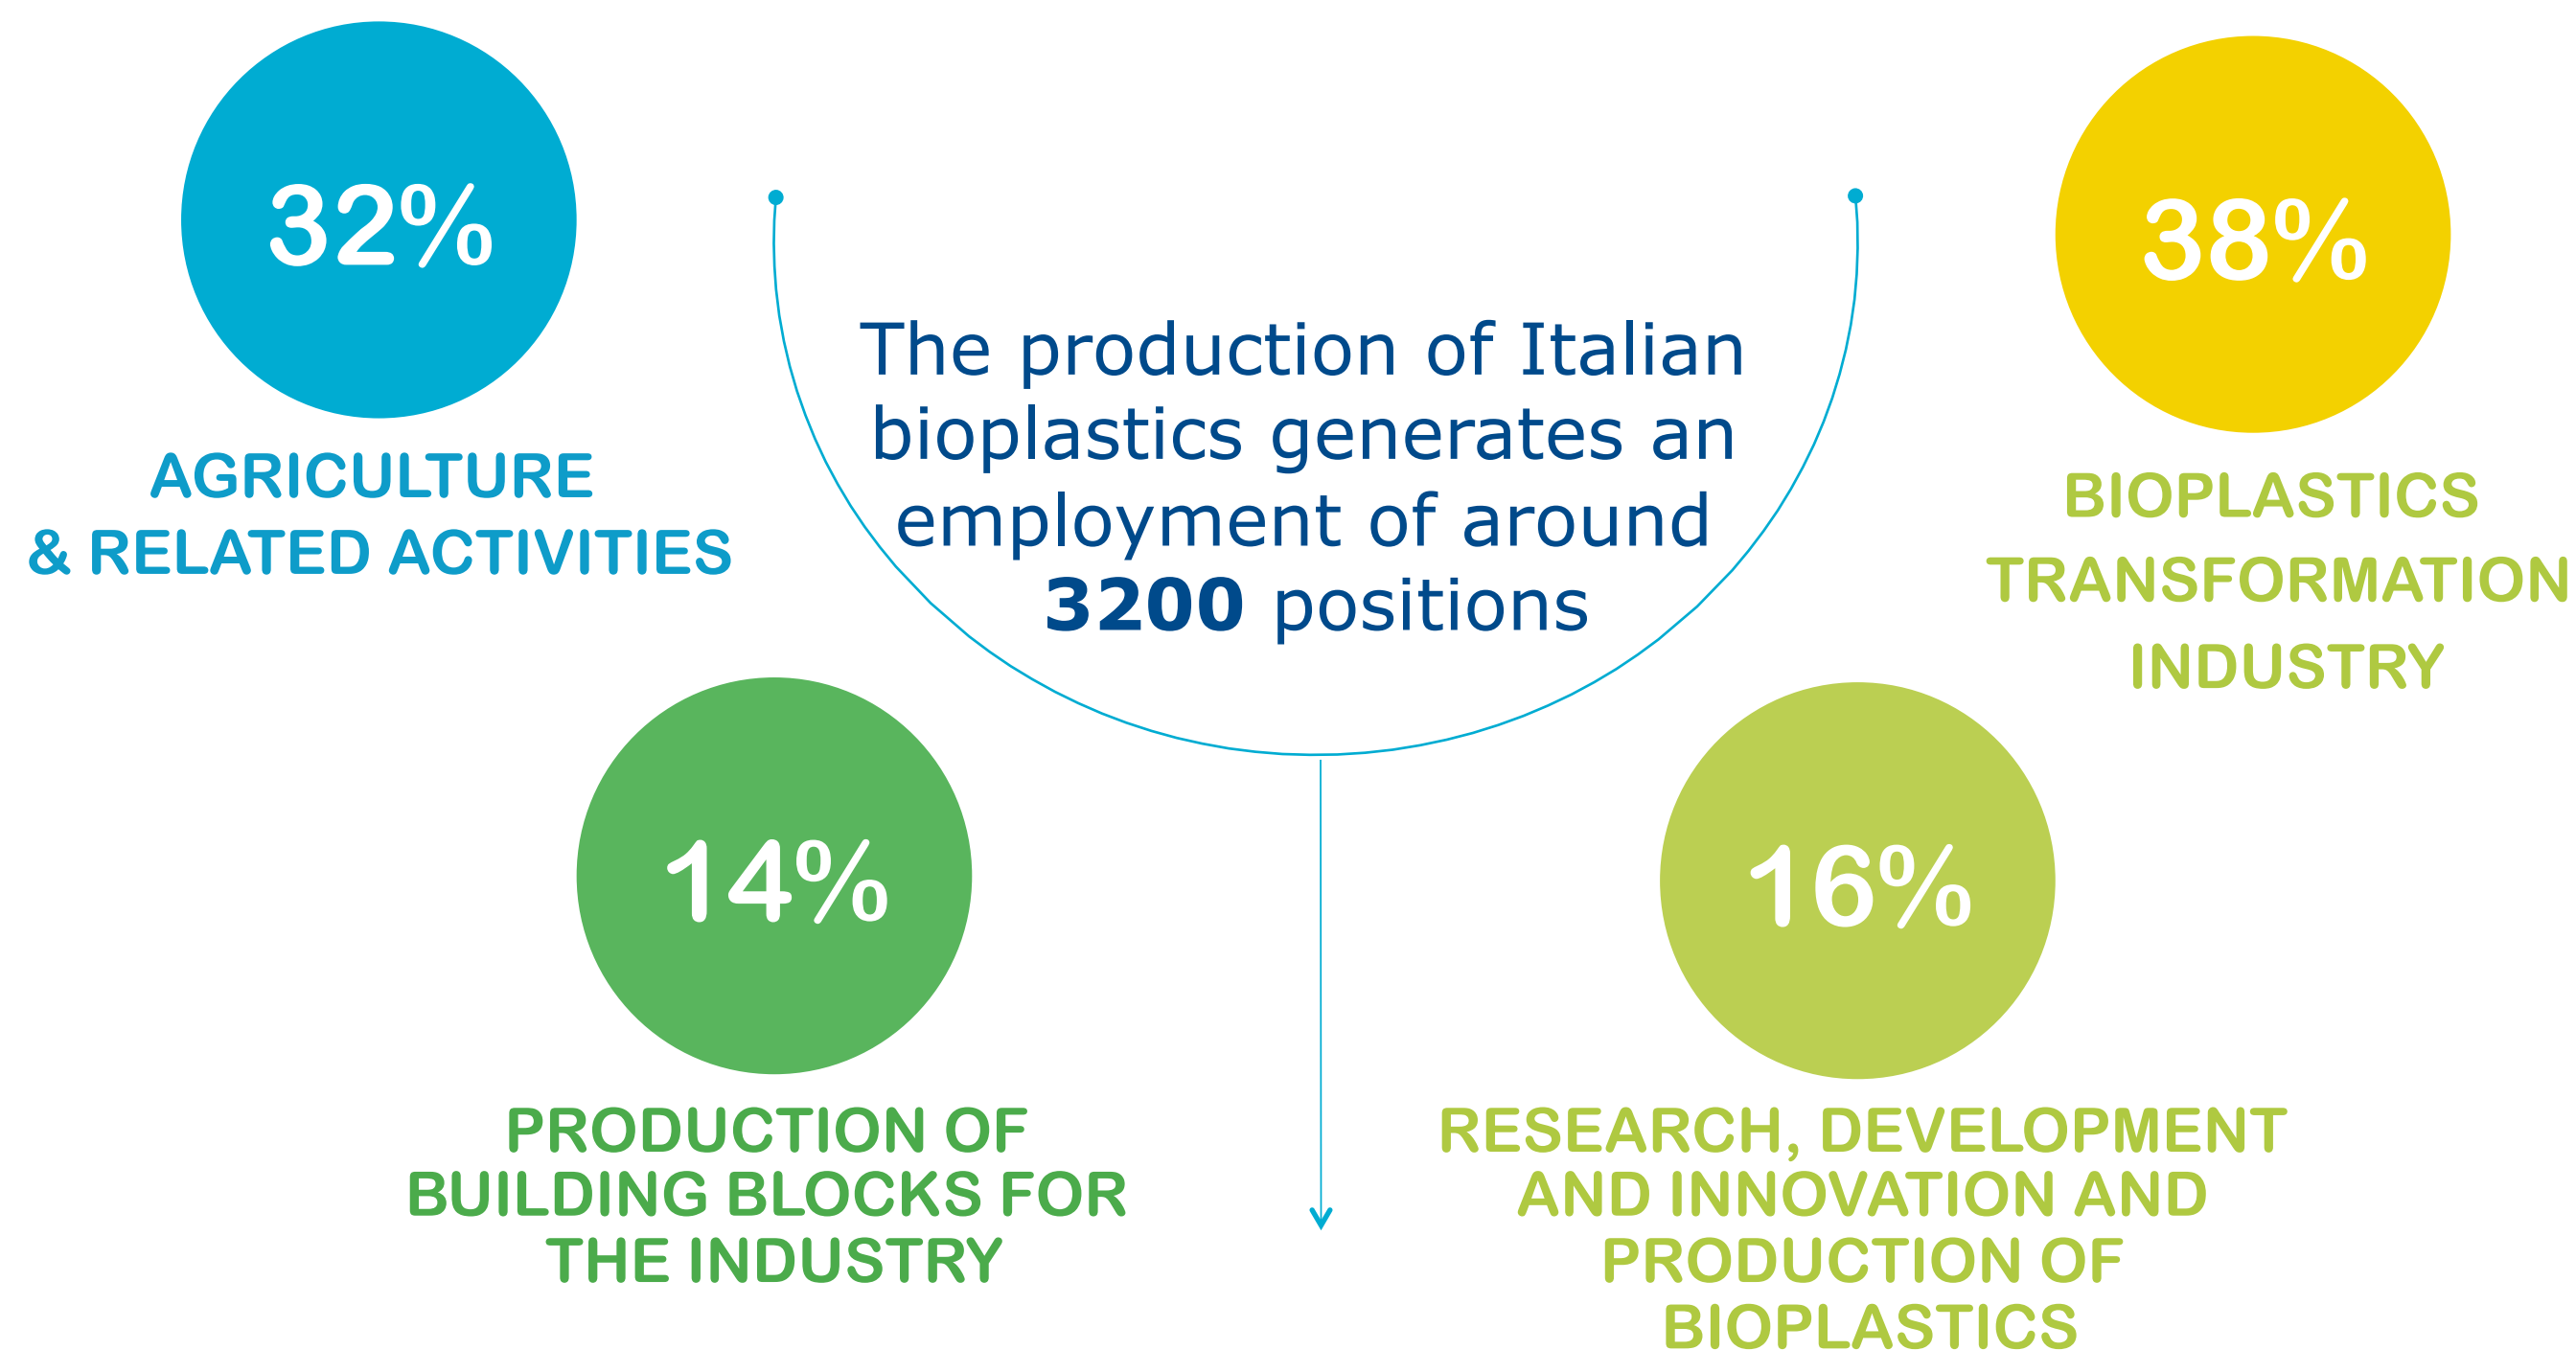 32%
AGRICULTURE
& RELATED ACTIVITIES
The production of Italian
bioplastics generates an
employment of around
3200 positions
38%
BIOPLASTICS
TRANSFORMATION
INDUSTRY
14%
PRODUCTION OF
BUILDING BLOCKS FOR
THE INDUSTRY
16%
RESEARCH, DEVELOPMENT
AND INNOVATION AND
PRODUCTION OF
BIOPLASTICS